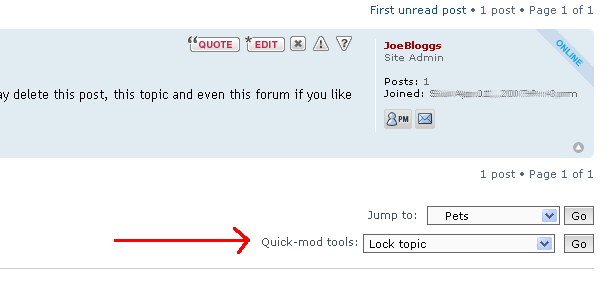 First unread post • 1 post • Page 1 of 1
QUOTE EDIT
JoeBloggs
ONLINE
Site Admin
Posts: 1
ay delete this post, this topic and even this forum if you like
Joined:
PM
1 post • Page 1 of 1
Jump to: Pets Go
Quick-mod tools: Lock topic Go